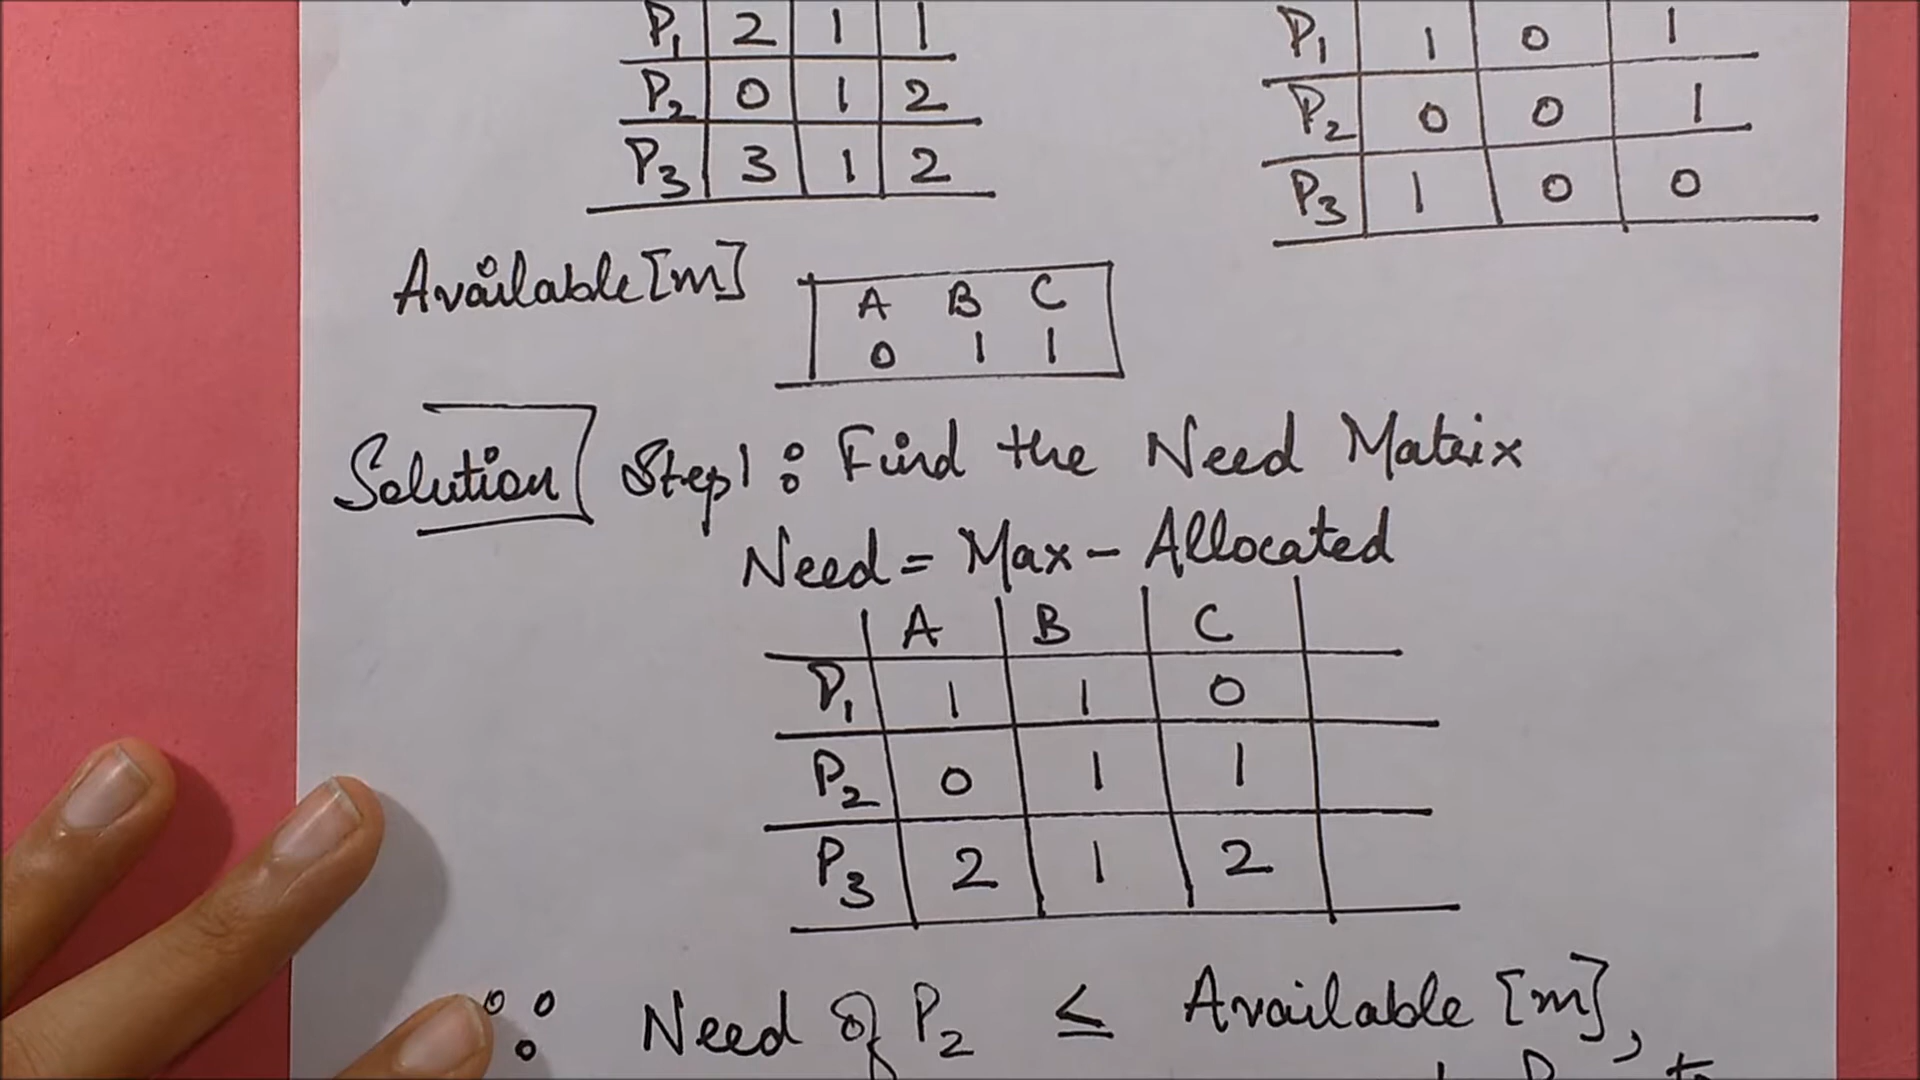 P1 2 1 1
P2 0 1 2
P3 3 1 2
P1 1 0 1
P2 0 0 1
P3 1 0 0
Available [m]
A B C
0 1 1
Solution Step 1 : Find the Need Matrix
Need = Max - Allocated
A B C
P1 1 1 0
P2 0 1 1
P3 2 1 2
∵ Need of P2 ≤ Available [m],